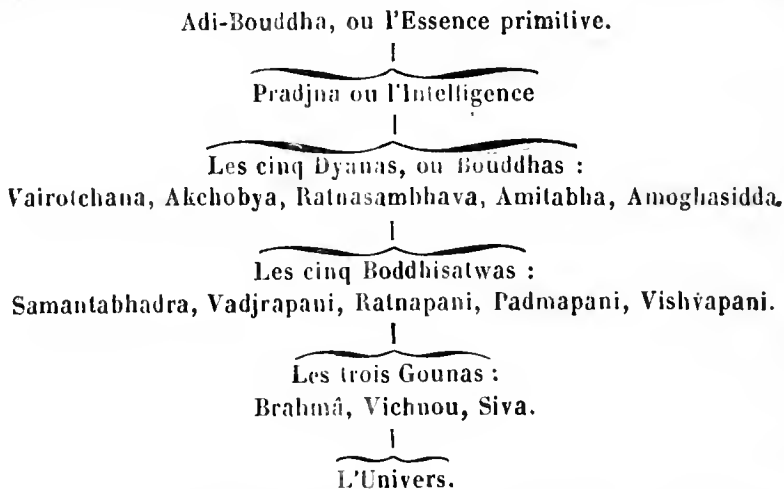 Adi-Bouddha, ou l'Essence primitive.
Pradjna ou l'Intelligence
Les cinq Dyanas, ou Bouddhas :
Vairotchana, Akchobya, Ratnasambhava, Amitabha, Amoghasidda.
Les cinq Boddhisatwas :
Samantabhadra, Vadjrapani, Ratnapani, Padmapani, Vishvapani.
Les trois Gounas :
Brahmâ, Vichnou, Siva.
L'Univers.